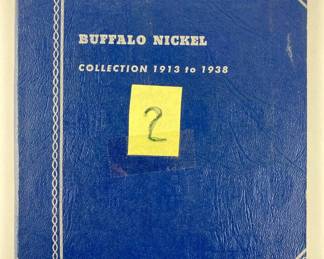 BUFFALO NICKEL
COLLECTION 1913 to 1938
2